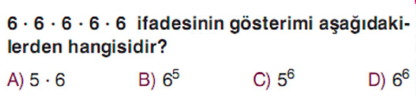 6 · 6 · 6 · 6 · 6 ifadesinin gösterimi aşağıdaki-
lerden hangisidir?
A) 5 · 6 B) 6⁵ C) 5⁶ D) 6⁶